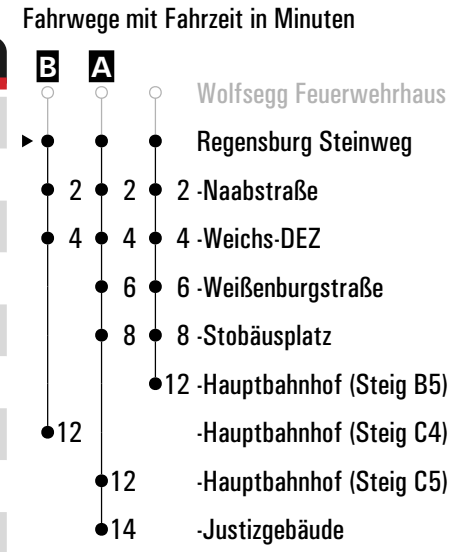 Fahrwege mit Fahrzeit in Minuten
B A
Wolfsegg Feuerwehrhaus
Regensburg Steinweg
2 2 2 -Naabstraße
4 4 4 -Weichs-DEZ
6 6 -Weißenburgstraße
8 8 -Stobäusplatz
12 -Hauptbahnhof (Steig B5)
12 -Hauptbahnhof (Steig C4)
12 -Hauptbahnhof (Steig C5)
14 -Justizgebäude